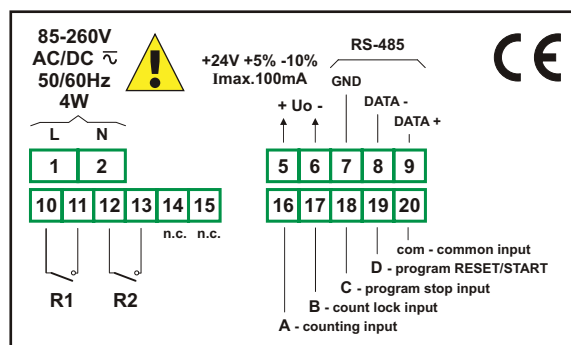 85-260V
AC/DC ⎓
50/60Hz
4W
L N
1 2
10 11 12 13 14 15
n.c. n.c.
R1 R2
+24V +5% -10%
Imax.100mA
RS-485
GND
DATA -
DATA +
+ Uo -
5 6 7 8 9
16 17 18 19 20
com - common input
D - program RESET/START
C - program stop input
B - count lock input
A - counting input
CE